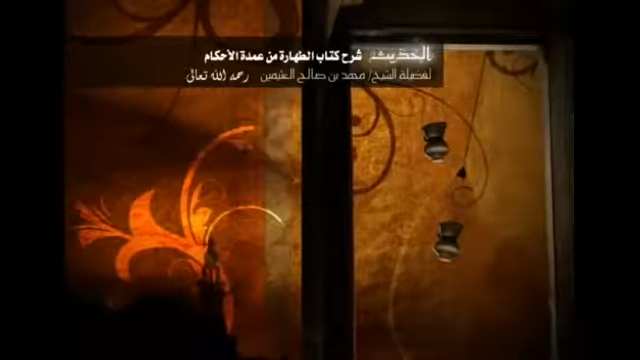 الحديث شرح كتاب الطهارة من عمدة الأحكام
لفضيلة الشيخ/ محمد بن صالح العثيمين رحمه الله تعالى